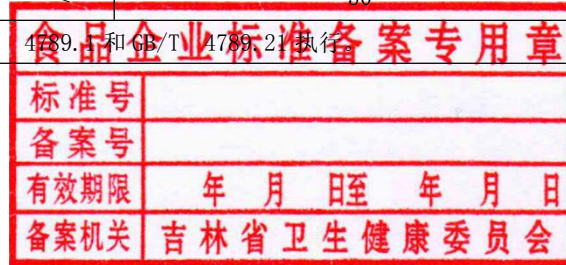 50
4789.1和GB/T 4789.21执行。
食品企业标准备案专用章
标准号
备案号
有效期限 年 月 日至 年 月 日
备案机关 吉林省卫生健康委员会